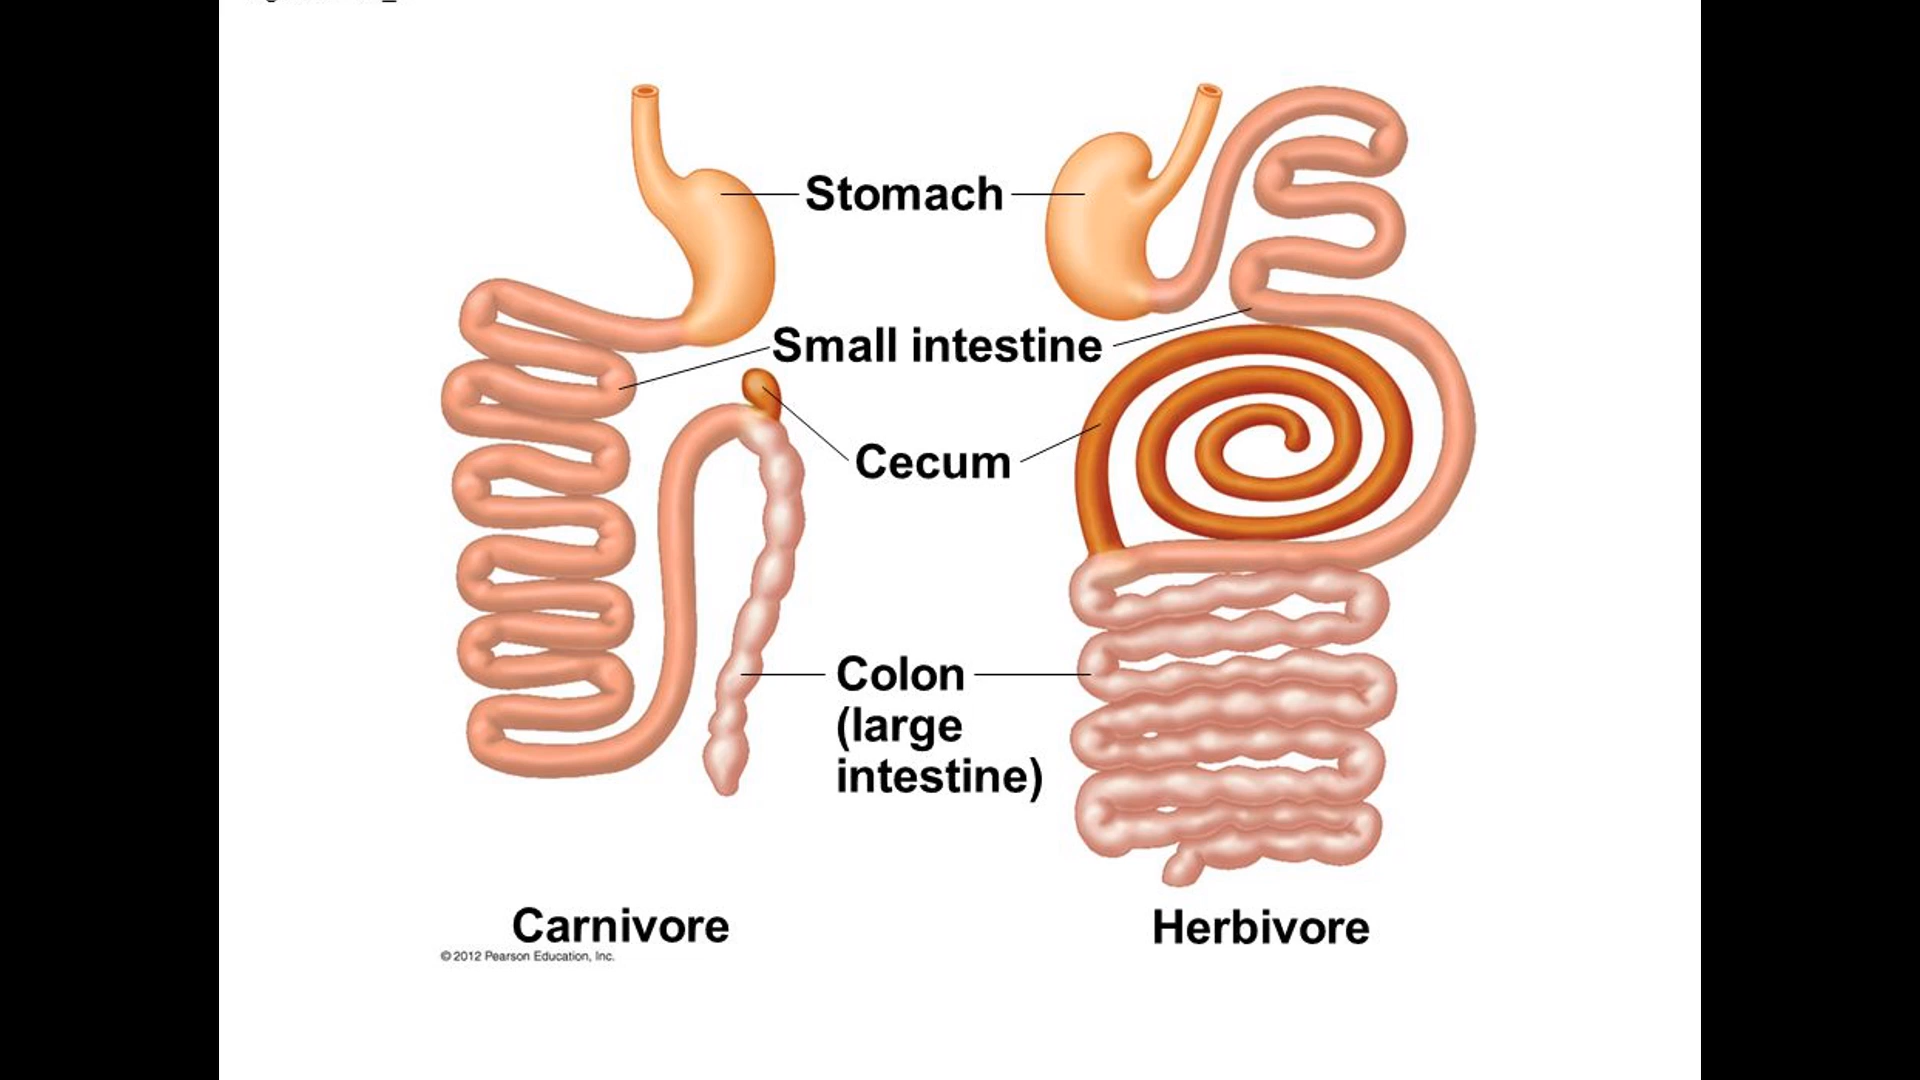 Stomach
Small intestine
Cecum
Colon
(large
intestine)
Carnivore
Herbivore
© 2012 Pearson Education, Inc.